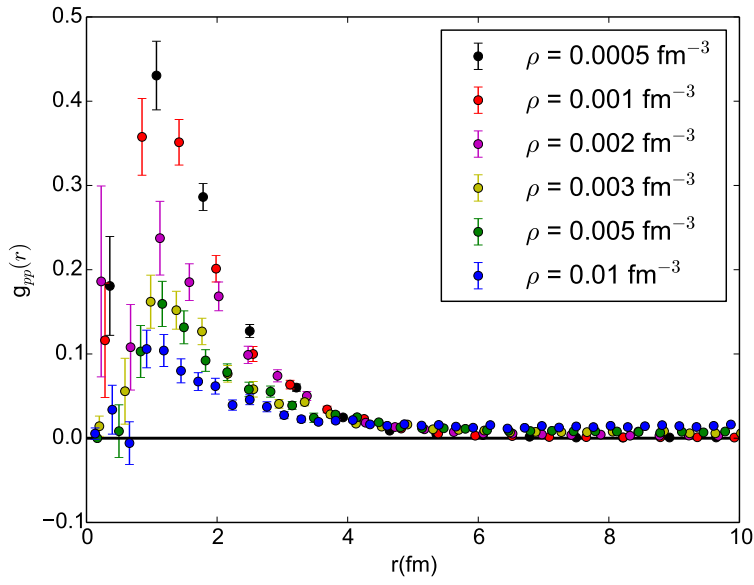 0.5
0.4
0.3
0.2
0.1
0.0
−0.1
g_{pp}(r)
0 2 4 6 8 10
r(fm)
ρ = 0.0005 fm⁻³
ρ = 0.001 fm⁻³
ρ = 0.002 fm⁻³
ρ = 0.003 fm⁻³
ρ = 0.005 fm⁻³
ρ = 0.01 fm⁻³